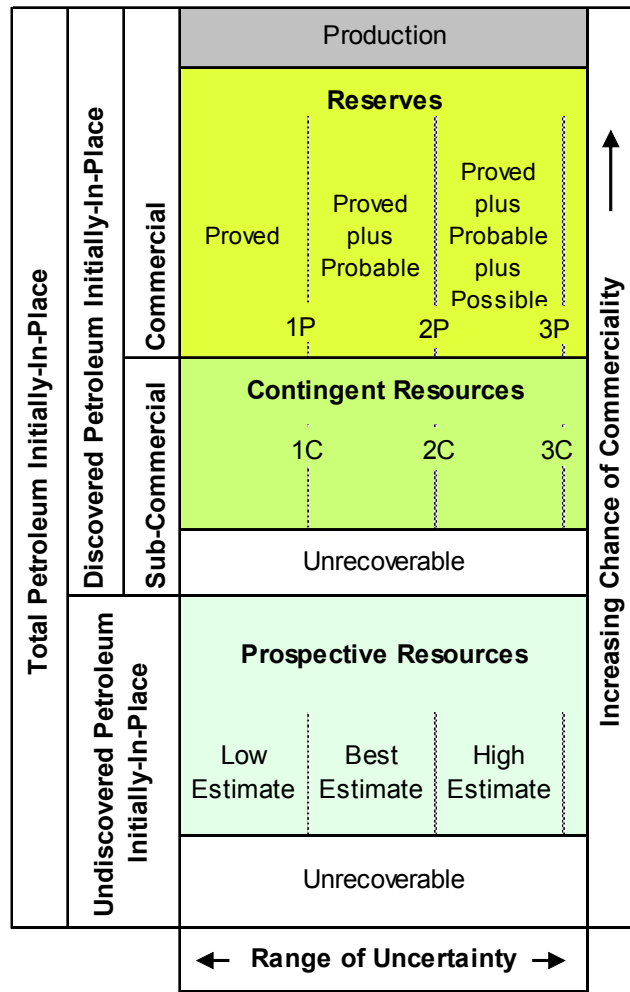 Production
Reserves
Proved
Proved
plus
Probable
Proved
plus
Probable
plus
Possible
1P
2P
3P
Contingent Resources
1C
2C
3C
Unrecoverable
Prospective Resources
Low
Estimate
Best
Estimate
High
Estimate
Unrecoverable
Range of Uncertainty
Total Petroleum Initially-In-Place
Discovered Petroleum Initially-In-Place
Undiscovered Petroleum
Initially-In-Place
Commercial
Sub-Commercial
Increasing Chance of Commerciality